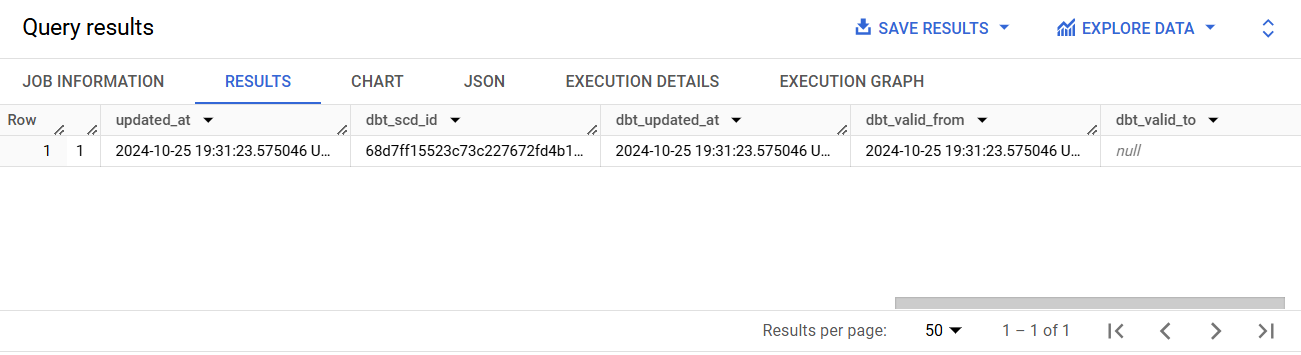 Query results
SAVE RESULTS
EXPLORE DATA
JOB INFORMATION RESULTS CHART JSON EXECUTION DETAILS EXECUTION GRAPH
Row updated_at dbt_scd_id dbt_updated_at dbt_valid_from dbt_valid_to
1 1 2024-10-25 19:31:23.575046 U... 68d7ff15523c73c227672fd4b1... 2024-10-25 19:31:23.575046 U... 2024-10-25 19:31:23.575046 U... null
Results per page: 50 1 – 1 of 1